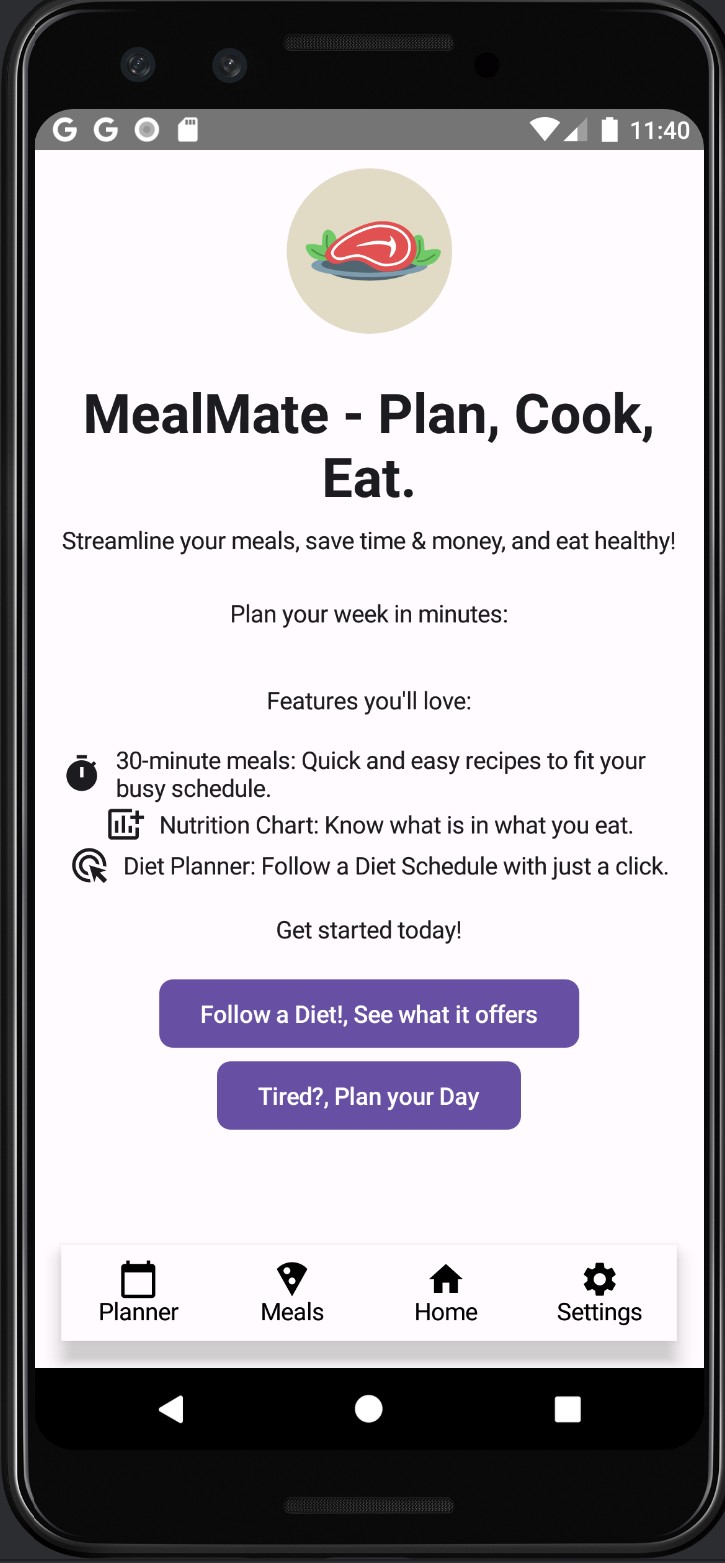 G G 11:40
MealMate - Plan, Cook,
Eat.
Streamline your meals, save time & money, and eat healthy!
Plan your week in minutes:
Features you'll love:
30-minute meals: Quick and easy recipes to fit your
busy schedule.
Nutrition Chart: Know what is in what you eat.
Diet Planner: Follow a Diet Schedule with just a click.
Get started today!
Follow a Diet!, See what it offers
Tired?, Plan your Day
Planner Meals Home Settings